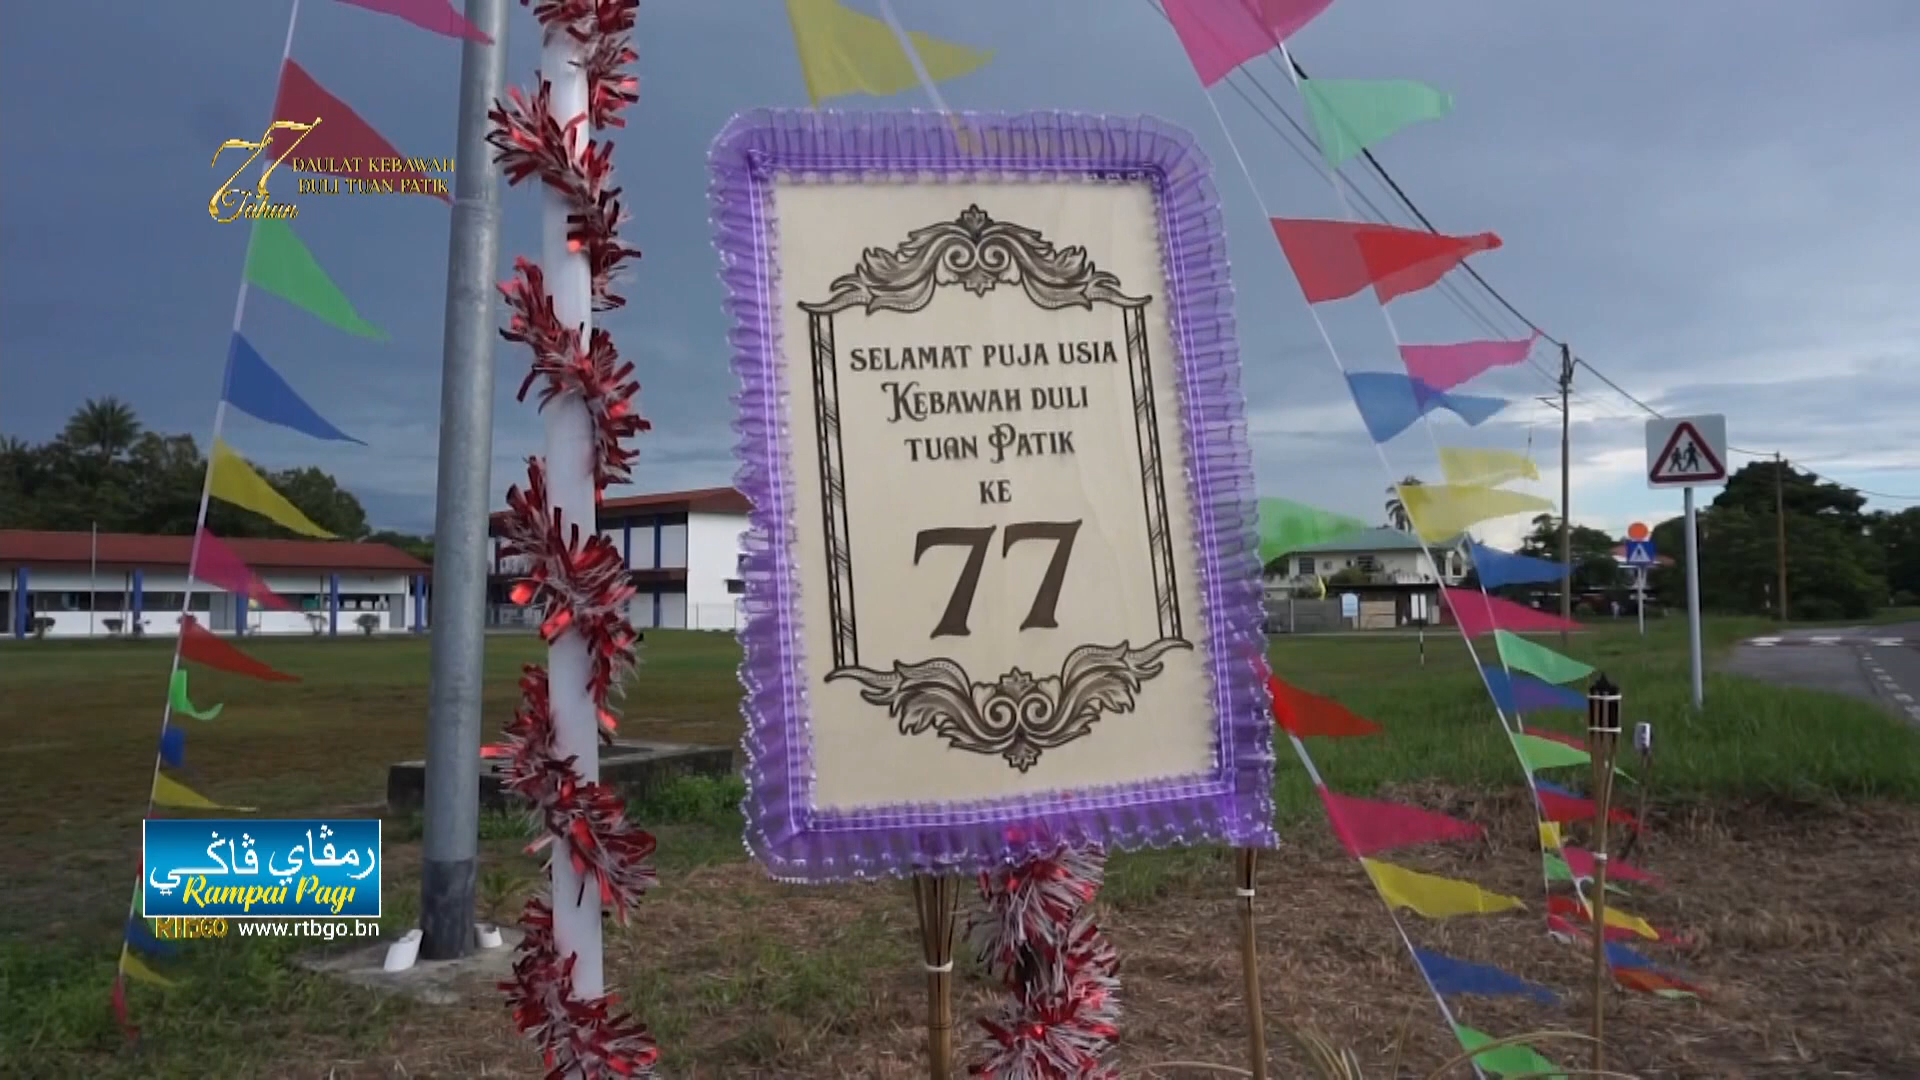 77 Tahun
DAULAT KEBAWAH
DULI TUAN PATIK
SELAMAT PUJA USIA
KEBAWAH DULI
TUAN PATIK
KE
77
رمڤاي ڤاݢي
Rampai Pagi
RTBGO www.rtbgo.bn